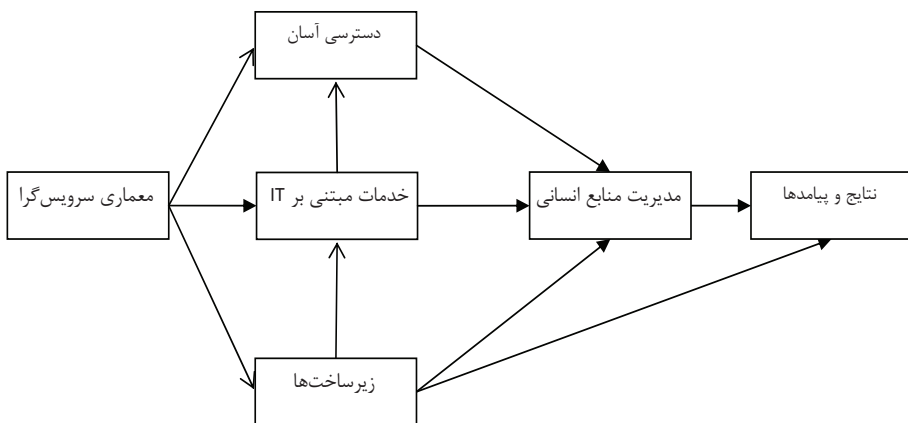 دسترسی آسان
معماری سرویس‌گرا
خدمات مبتنی بر IT
مدیریت منابع انسانی
نتایج و پیامدها
زیرساخت‌ها